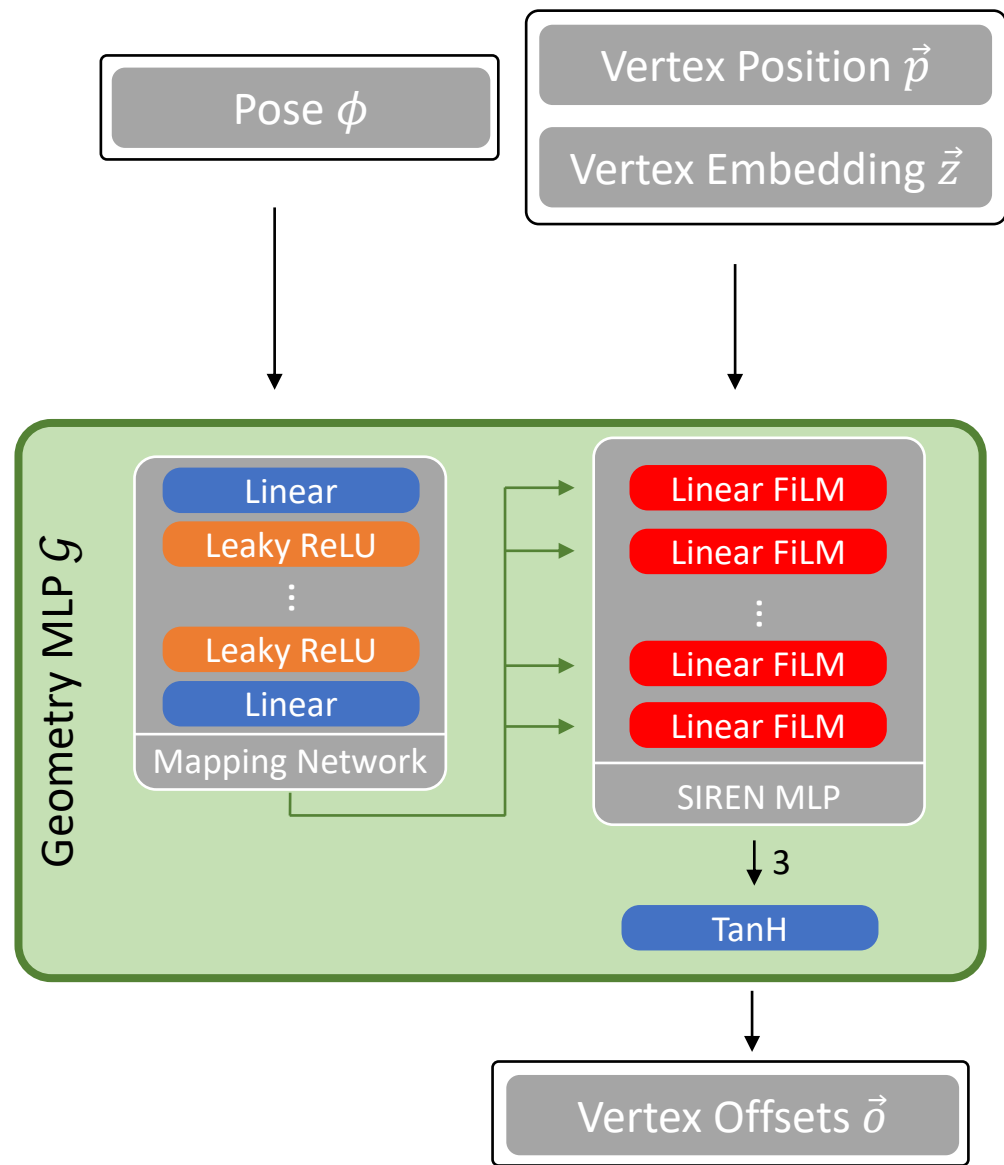 Pose ϕ
Vertex Position p⃗
Vertex Embedding z⃗
Geometry MLP 𝒢
Linear
Leaky ReLU
⋮
Leaky ReLU
Linear
Mapping Network
Linear FiLM
Linear FiLM
⋮
Linear FiLM
Linear FiLM
SIREN MLP
3
TanH
Vertex Offsets o⃗